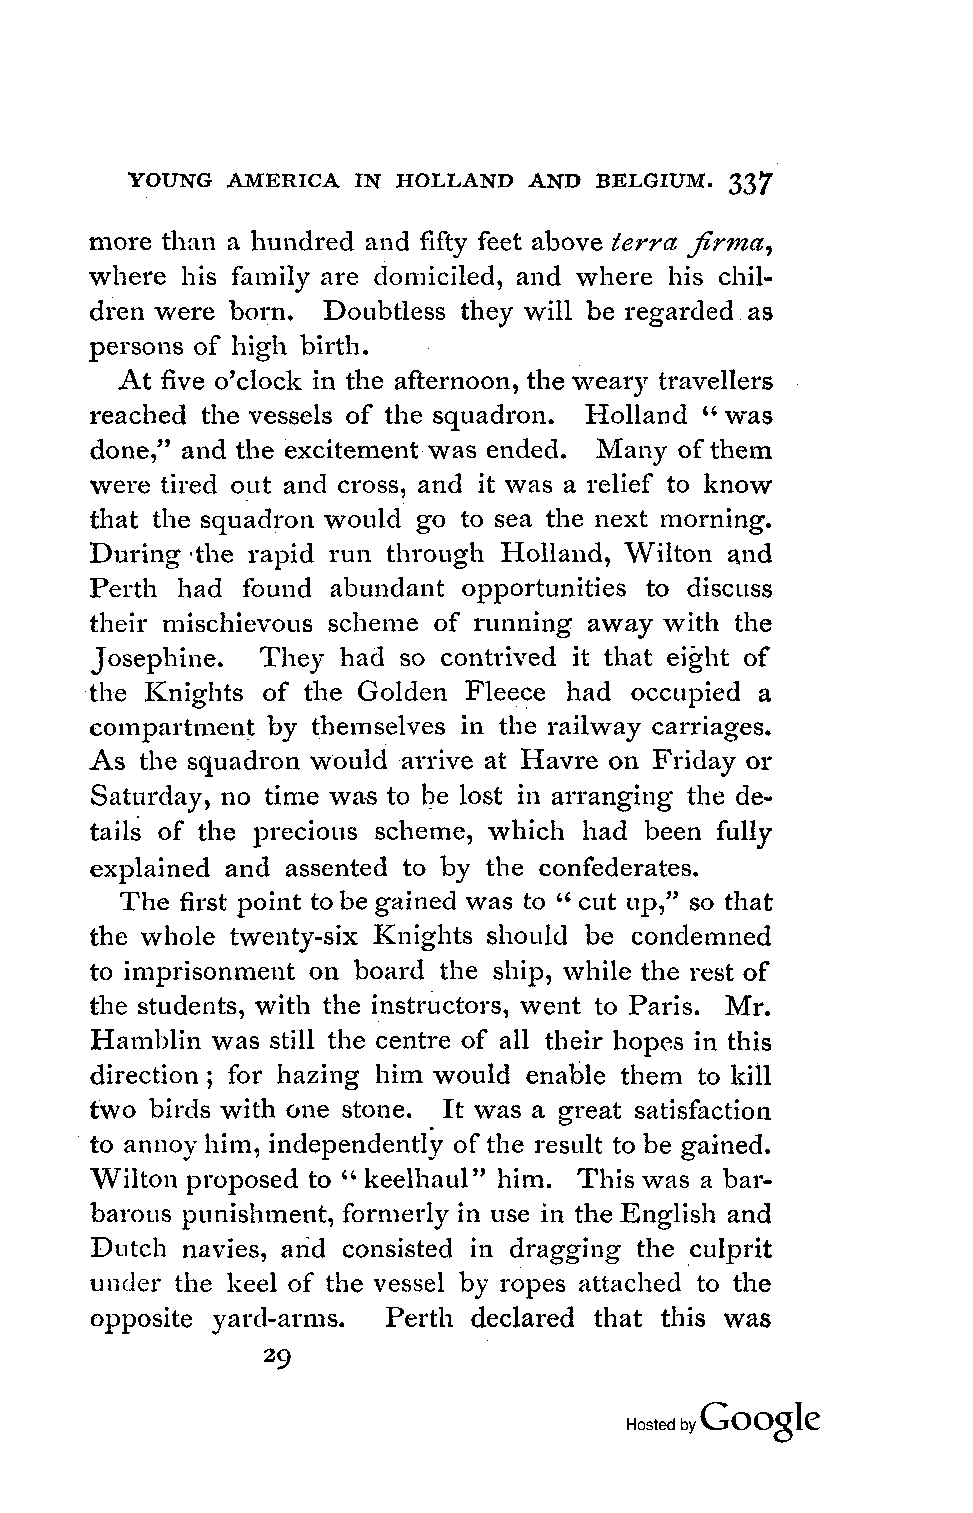 YOUNG AMERICA IN HOLLAND AND BELGIUM. 337
more than a hundred and fifty feet above terra firma,
where his family are domiciled, and where his chil-
dren were born. Doubtless they will be regarded as
persons of high birth.
At five o'clock in the afternoon, the weary travellers
reached the vessels of the squadron. Holland “was
done,” and the excitement was ended. Many of them
were tired out and cross, and it was a relief to know
that the squadron would go to sea the next morning.
During the rapid run through Holland, Wilton and
Perth had found abundant opportunities to discuss
their mischievous scheme of running away with the
Josephine. They had so contrived it that eight of
the Knights of the Golden Fleece had occupied a
compartment by themselves in the railway carriages.
As the squadron would arrive at Havre on Friday or
Saturday, no time was to be lost in arranging the de-
tails of the precious scheme, which had been fully
explained and assented to by the confederates.
The first point to be gained was to “cut up,” so that
the whole twenty-six Knights should be condemned
to imprisonment on board the ship, while the rest of
the students, with the instructors, went to Paris. Mr.
Hamblin was still the centre of all their hopes in this
direction; for hazing him would enable them to kill
two birds with one stone. It was a great satisfaction
to annoy him, independently of the result to be gained.
Wilton proposed to “keelhaul” him. This was a bar-
barous punishment, formerly in use in the English and
Dutch navies, and consisted in dragging the culprit
under the keel of the vessel by ropes attached to the
opposite yard-arms. Perth declared that this was
29
Hosted by Google